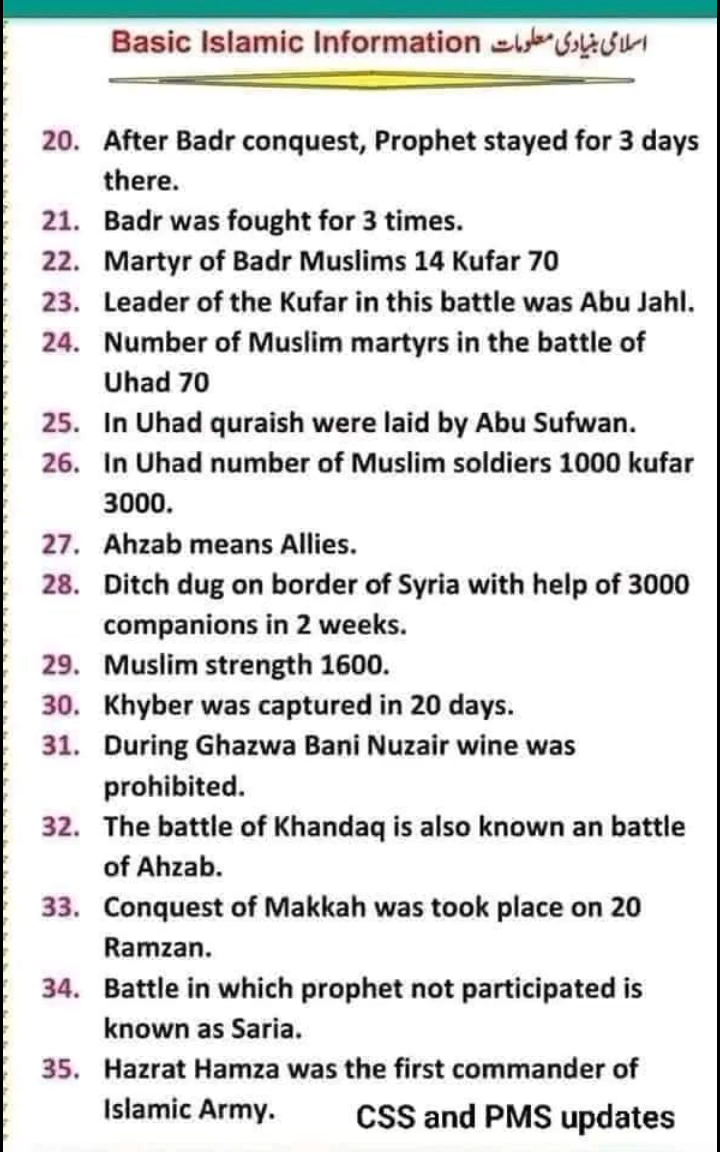 Basic Islamic Information اسلامی بنیادی معلومات
20. After Badr conquest, Prophet stayed for 3 days
there.
21. Badr was fought for 3 times.
22. Martyr of Badr Muslims 14 Kufar 70
23. Leader of the Kufar in this battle was Abu Jahl.
24. Number of Muslim martyrs in the battle of
Uhad 70
25. In Uhad quraish were laid by Abu Sufwan.
26. In Uhad number of Muslim soldiers 1000 kufar
3000.
27. Ahzab means Allies.
28. Ditch dug on border of Syria with help of 3000
companions in 2 weeks.
29. Muslim strength 1600.
30. Khyber was captured in 20 days.
31. During Ghazwa Bani Nuzair wine was
prohibited.
32. The battle of Khandaq is also known an battle
of Ahzab.
33. Conquest of Makkah was took place on 20
Ramzan.
34. Battle in which prophet not participated is
known as Saria.
35. Hazrat Hamza was the first commander of
Islamic Army. CSS and PMS updates